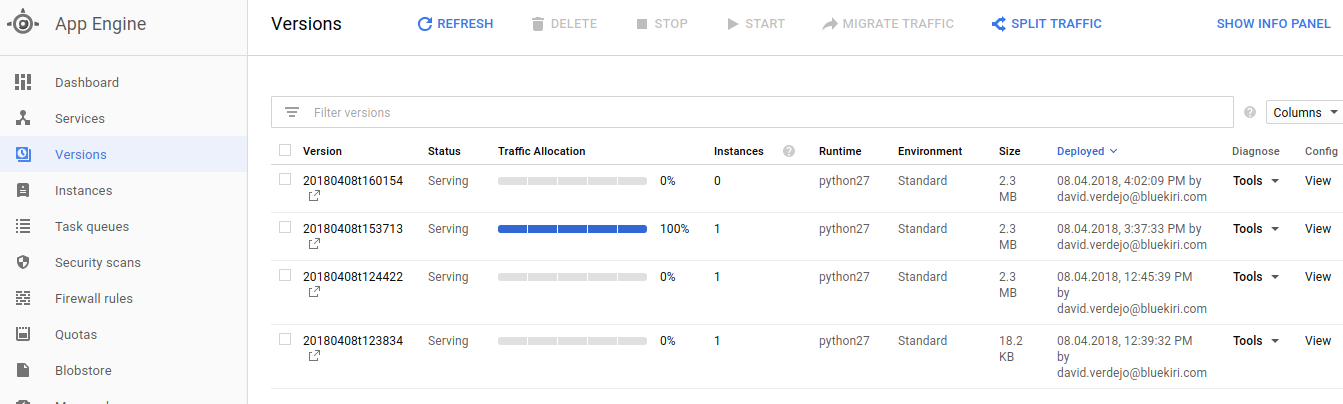 App Engine
Versions
REFRESH
DELETE
STOP
START
MIGRATE TRAFFIC
SPLIT TRAFFIC
SHOW INFO PANEL
Dashboard
Services
Versions
Instances
Task queues
Security scans
Firewall rules
Quotas
Blobstore
Filter versions
Columns
Version Status Traffic Allocation Instances Runtime Environment Size Deployed Diagnose Config
20180408t160154 Serving 0% 0 python27 Standard 2.3 MB 08.04.2018, 4:02:09 PM by david.verdejo@bluekiri.com Tools View
20180408t153713 Serving 100% 1 python27 Standard 2.3 MB 08.04.2018, 3:37:33 PM by david.verdejo@bluekiri.com Tools View
20180408t124422 Serving 0% 1 python27 Standard 2.3 MB 08.04.2018, 12:45:39 PM by david.verdejo@bluekiri.com Tools View
20180408t123834 Serving 0% 1 python27 Standard 18.2 KB 08.04.2018, 12:39:32 PM by david.verdejo@bluekiri.com Tools View